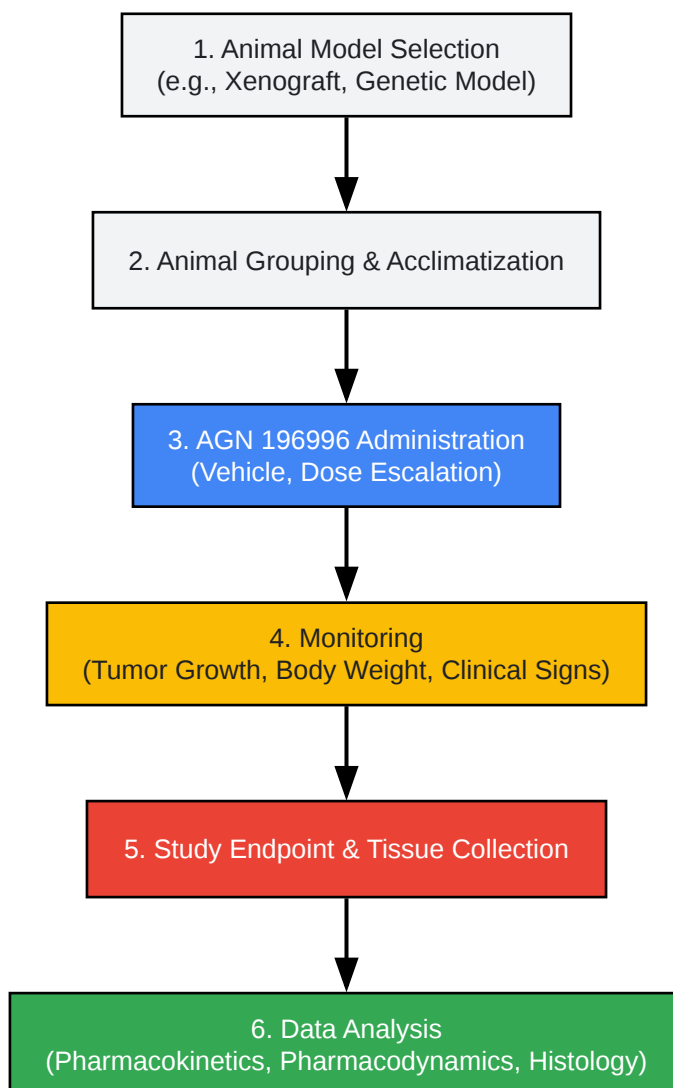 1. Animal Model Selection
(e.g., Xenograft, Genetic Model)
2. Animal Grouping & Acclimatization
3. AGN 196996 Administration
(Vehicle, Dose Escalation)
4. Monitoring
(Tumor Growth, Body Weight, Clinical Signs)
5. Study Endpoint & Tissue Collection
6. Data Analysis
(Pharmacokinetics, Pharmacodynamics, Histology)